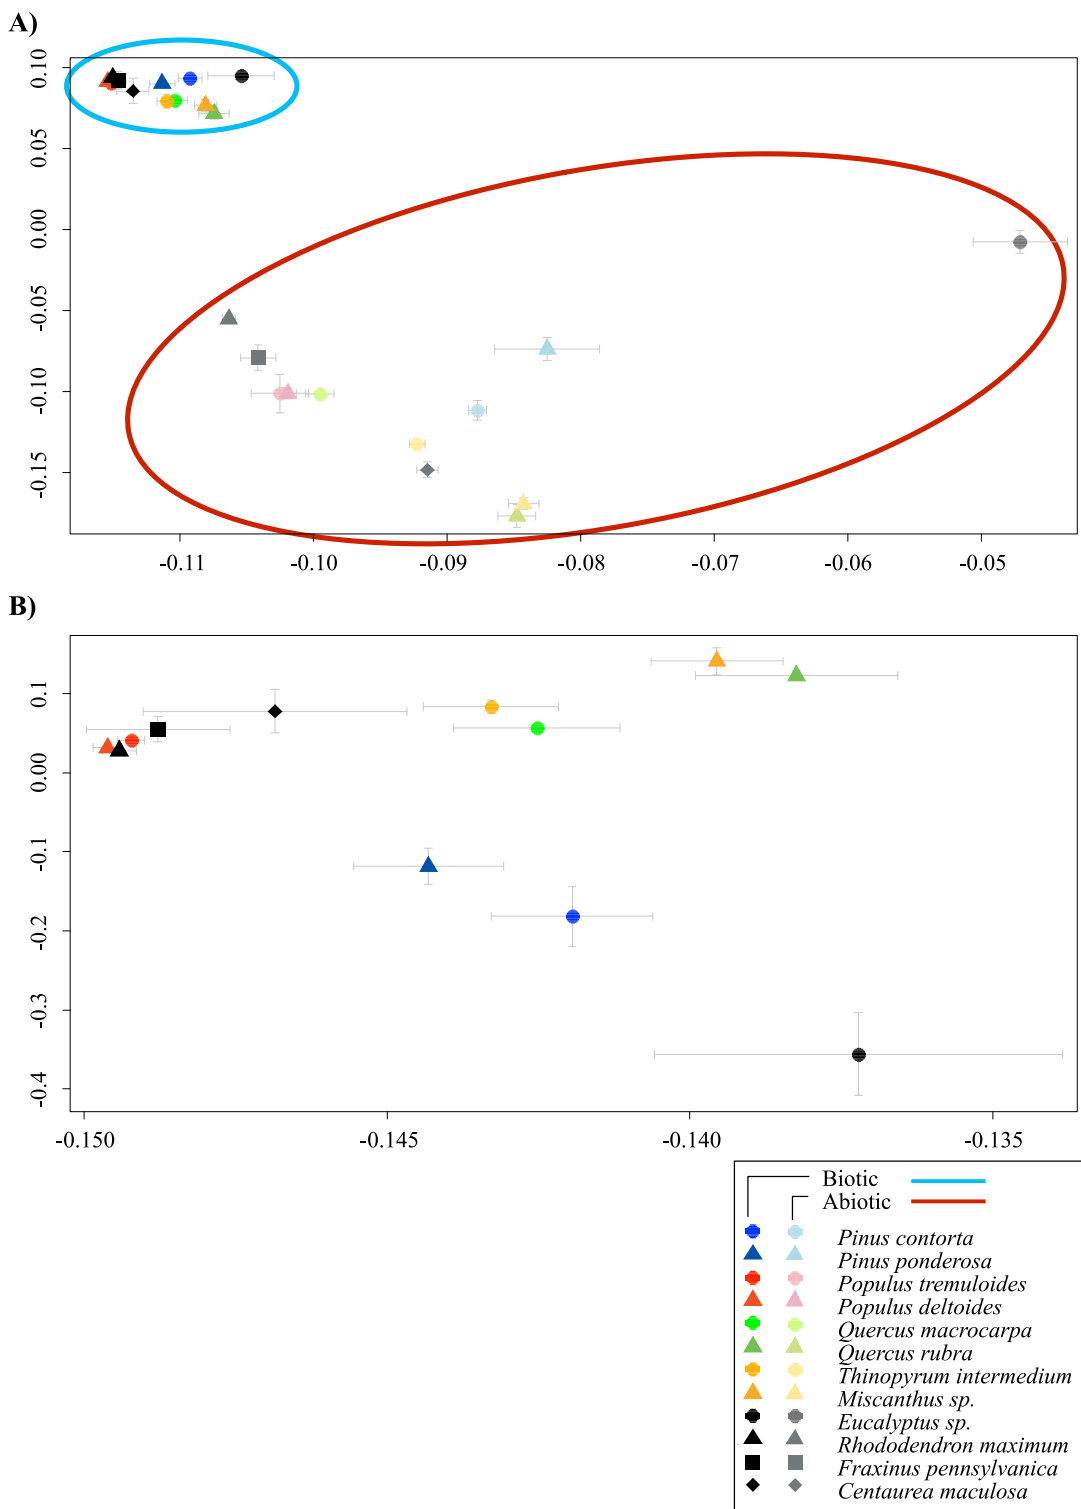 A)
0.10
0.05
0.00
-0.05
-0.10
-0.15
-0.11 -0.10 -0.09 -0.08 -0.07 -0.06 -0.05
B)
0.1
0.00
-0.1
-0.2
-0.3
-0.4
-0.150 -0.145 -0.140 -0.135
Biotic
Abiotic
Pinus contorta
Pinus ponderosa
Populus tremuloides
Populus deltoides
Quercus macrocarpa
Quercus rubra
Thinopyrum intermedium
Miscanthus sp.
Eucalyptus sp.
Rhododendron maximum
Fraxinus pennsylvanica
Centaurea maculosa